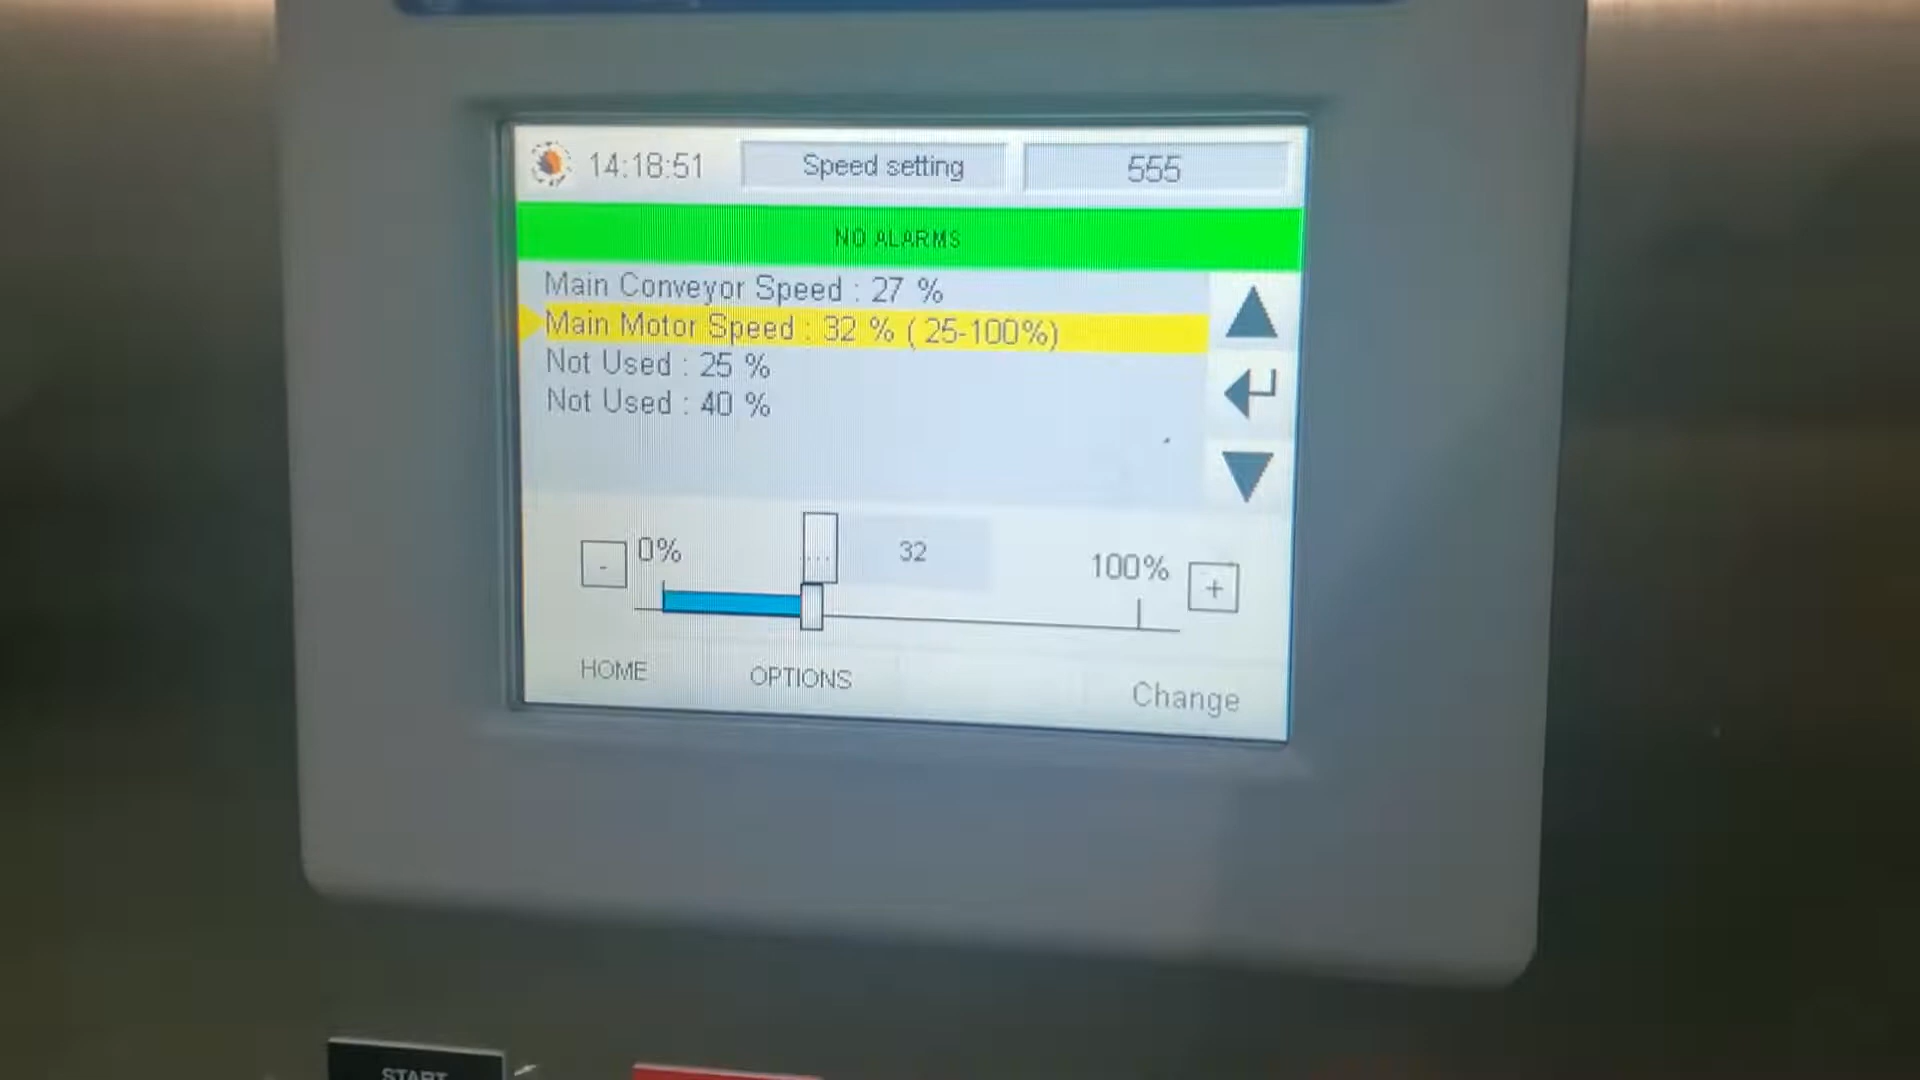 14:18:51 Speed setting 555
NO ALARMS
Main Conveyor Speed : 27 %
Main Motor Speed : 32 % ( 25-100%)
Not Used : 25 %
Not Used : 40 %
- 0% ... 32 100% +
HOME OPTIONS Change
START